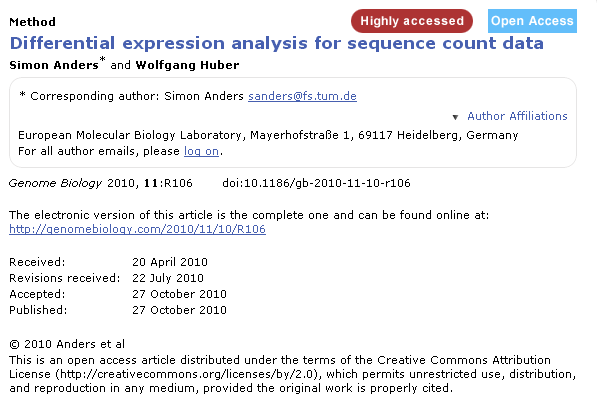 Method
Highly accessed
Open Access
Differential expression analysis for sequence count data
Simon Anders* and Wolfgang Huber
* Corresponding author: Simon Anders sanders@fs.tum.de
▼ Author Affiliations
European Molecular Biology Laboratory, Mayerhofstraße 1, 69117 Heidelberg, Germany
For all author emails, please log on.
Genome Biology 2010, 11:R106 doi:10.1186/gb-2010-11-10-r106
The electronic version of this article is the complete one and can be found online at:
http://genomebiology.com/2010/11/10/R106
Received: 20 April 2010
Revisions received: 22 July 2010
Accepted: 27 October 2010
Published: 27 October 2010
© 2010 Anders et al
This is an open access article distributed under the terms of the Creative Commons Attribution
License (http://creativecommons.org/licenses/by/2.0), which permits unrestricted use, distribution,
and reproduction in any medium, provided the original work is properly cited.